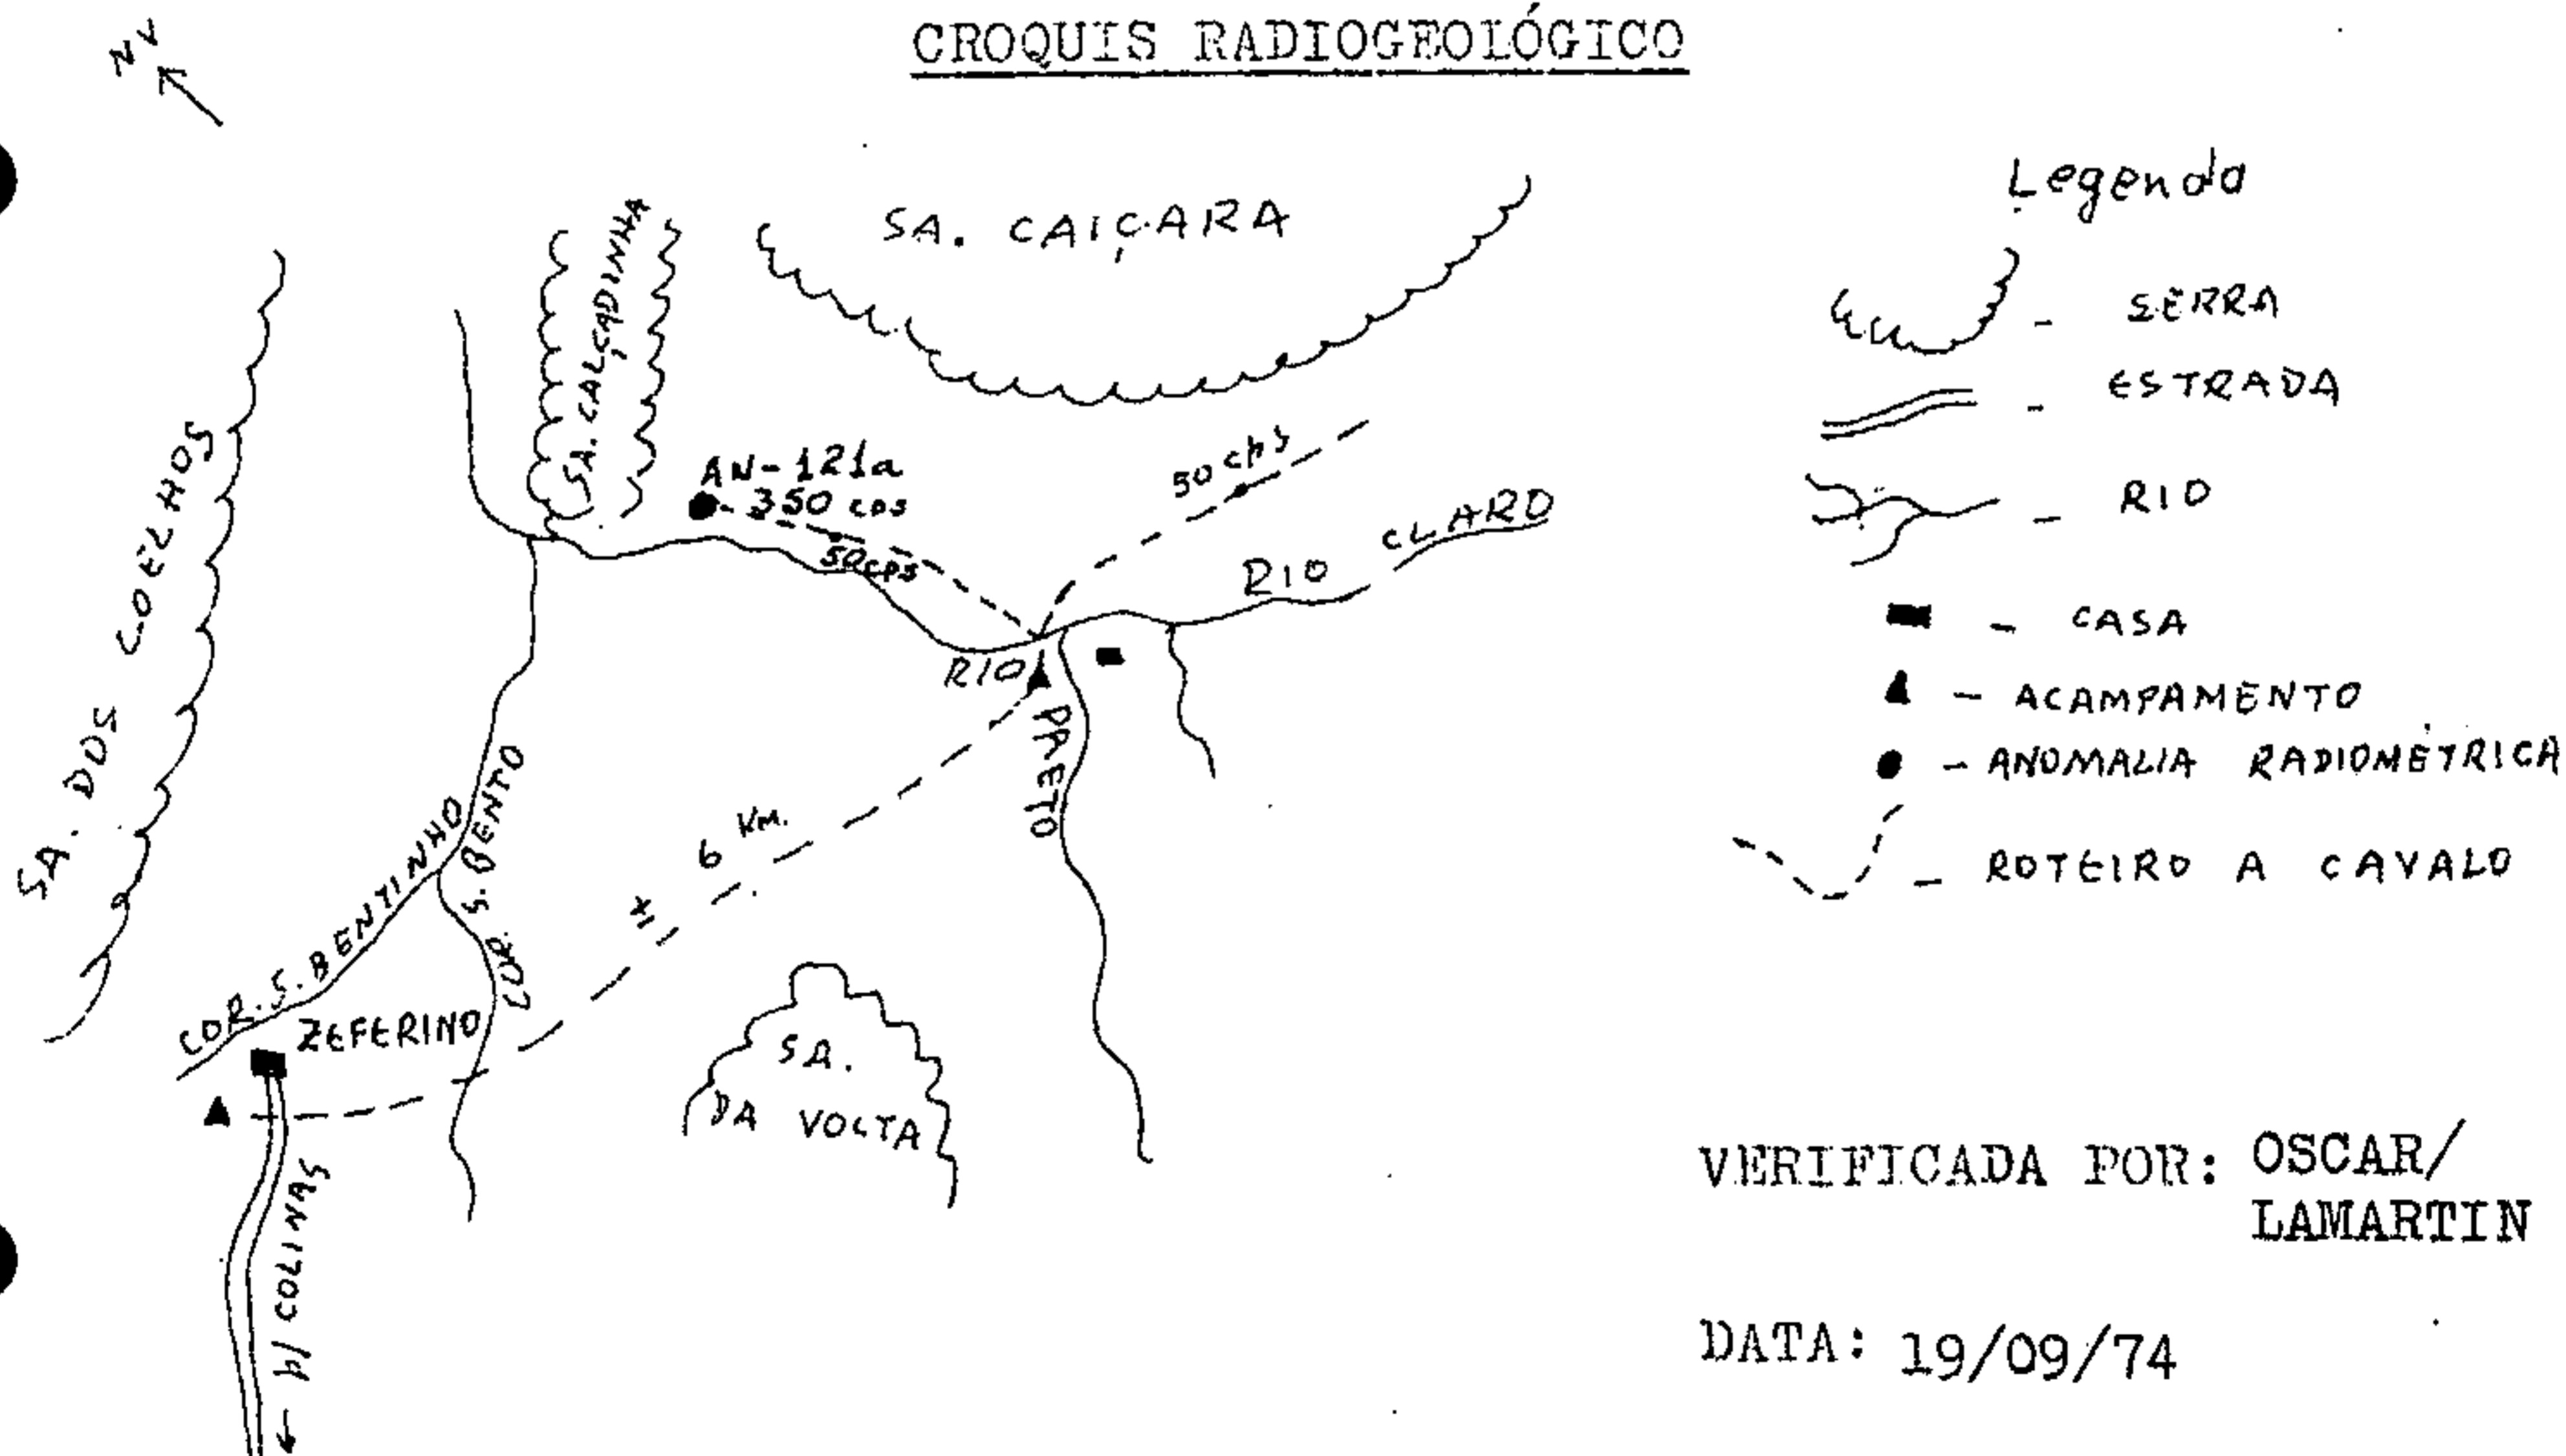 CROQUIS RADIOGEOLÓGICO
NV
SA. CAIÇARA
SA. CALÇADINHA
SA. DOS COELHOS
AN-121a
350 cps
50 cps
50 cps
RIO CLARO
RIO PRETO
± 6 Km.
COR. S. BENTINHO
COR. S. BENTO
ZEFERINO
SA.
DA VOLTA
← p/ COLINAS
Legenda
- SERRA
- ESTRADA
- RIO
- CASA
- ACAMPAMENTO
- ANOMALIA RADIOMÉTRICA
- ROTEIRO A CAVALO
VERIFICADA POR: OSCAR/
LAMARTIN
DATA: 19/09/74